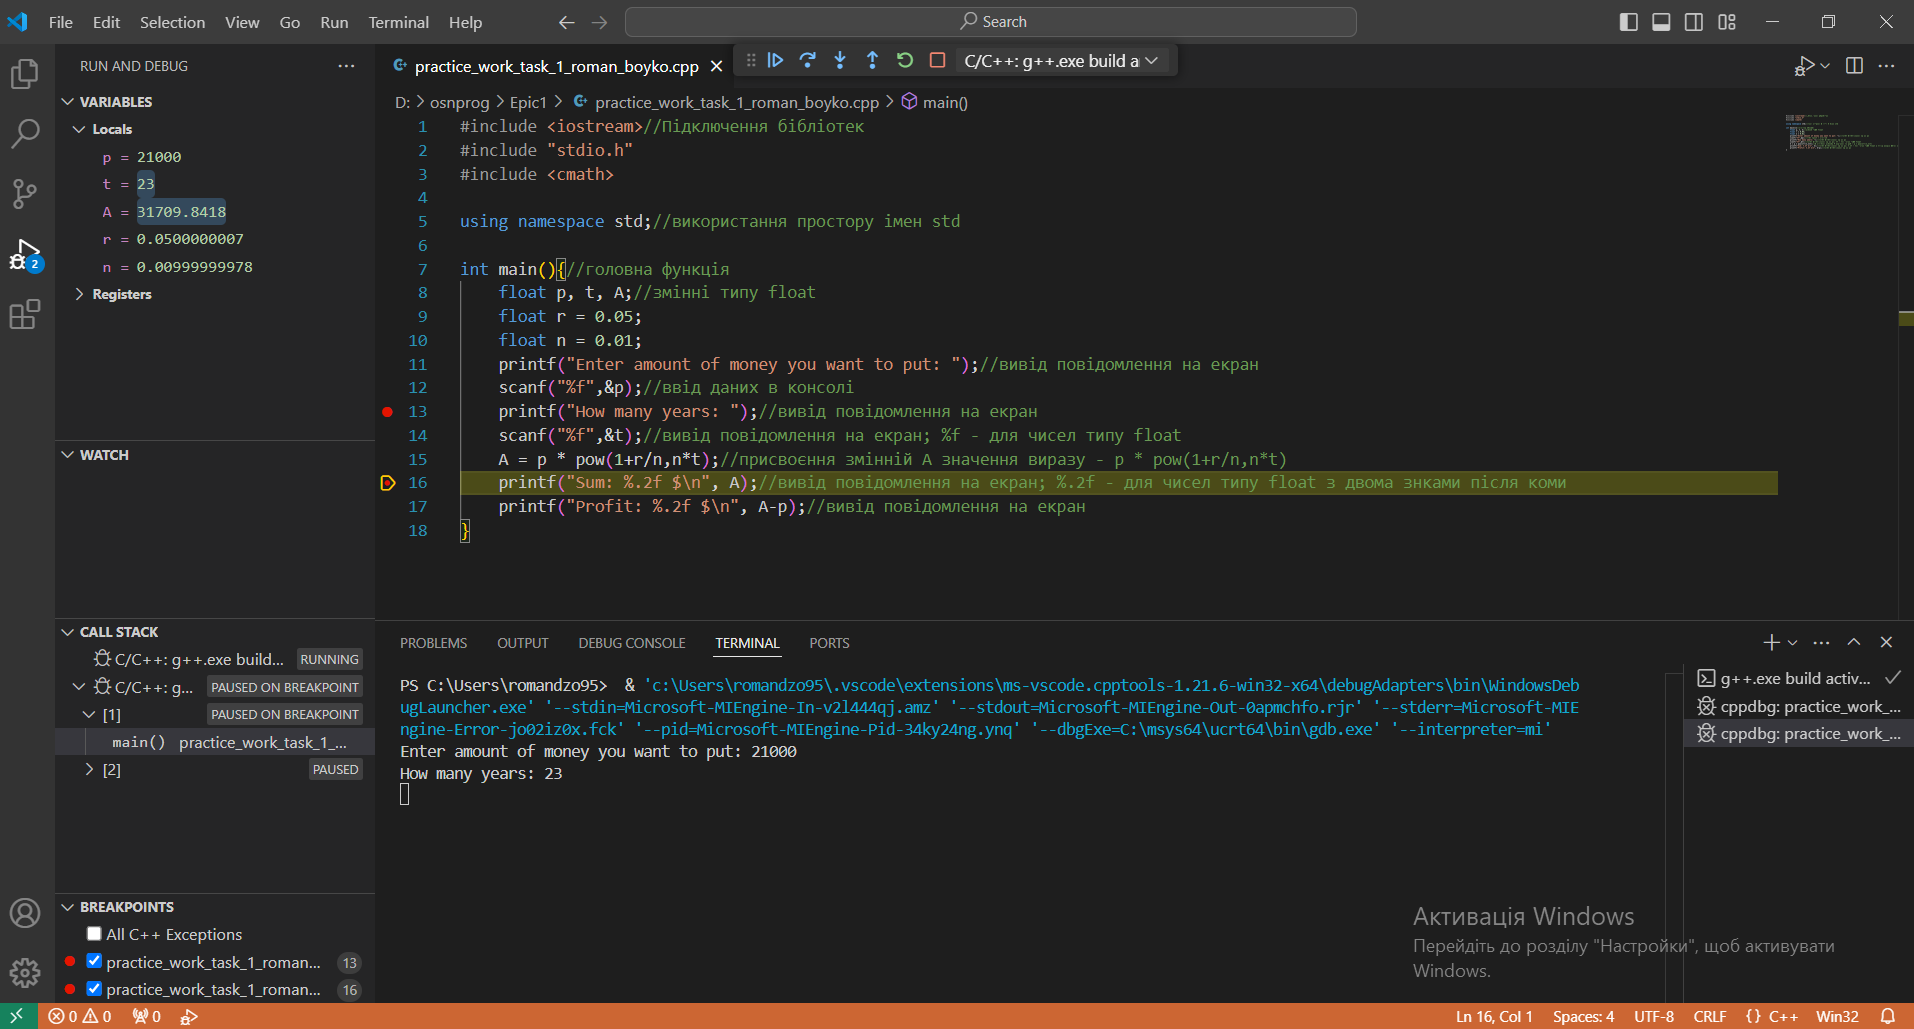 File Edit Selection View Go Run Terminal Help
Search
RUN AND DEBUG
practice_work_task_1_roman_boyko.cpp
C/C++: g++.exe build a
VARIABLES
Locals
p = 21000
t = 23
A = 31709.8418
r = 0.0500000007
n = 0.00999999978
Registers
D: > osnprog > Epic1 > practice_work_task_1_roman_boyko.cpp > main()
1 #include <iostream>//Підключення бібліотек
2 #include "stdio.h"
3 #include <cmath>
4
5 using namespace std;//використання простору імен std
6
7 int main(){//головна функція
8 float p, t, A;//змінні типу float
9 float r = 0.05;
10 float n = 0.01;
11 printf("Enter amount of money you want to put: ");//вивід повідомлення на екран
12 scanf("%f",&p);//ввід даних в консолі
13 printf("How many years: ");//вивід повідомлення на екран
14 scanf("%f",&t);//вивід повідомлення на екран; %f - для чисел типу float
15 A = p * pow(1+r/n,n*t);//присвоєння змінній A значення виразу - p * pow(1+r/n,n*t)
16 printf("Sum: %.2f $\n", A);//вивід повідомлення на екран; %.2f - для чисел типу float з двома знками після коми
17 printf("Profit: %.2f $\n", A-p);//вивід повідомлення на екран
18 }
WATCH
CALL STACK
C/C++: g++.exe build... RUNNING
C/C++: g... PAUSED ON BREAKPOINT
[1] PAUSED ON BREAKPOINT
main() practice_work_task_1_...
[2] PAUSED
BREAKPOINTS
All C++ Exceptions
practice_work_task_1_roman... 13
practice_work_task_1_roman... 16
2
PROBLEMS OUTPUT DEBUG CONSOLE TERMINAL PORTS
PS C:\Users\romandzo95>  & 'c:\Users\romandzo95\.vscode\extensions\ms-vscode.cpptools-1.21.6-win32-x64\debugAdapters\bin\WindowsDeb
ugLauncher.exe' '--stdin=Microsoft-MIEngine-In-v2l444qj.amz' '--stdout=Microsoft-MIEngine-Out-0apmchfo.rjr' '--stderr=Microsoft-MIE
ngine-Error-jo02iz0x.fck' '--pid=Microsoft-MIEngine-Pid-34ky24ng.ynq' '--dbgExe=C:\msys64\ucrt64\bin\gdb.exe' '--interpreter=mi'
Enter amount of money you want to put: 21000
How many years: 23
g++.exe build activ...
cppdbg: practice_work_...
cppdbg: practice_work_...
Активація Windows
Перейдіть до розділу "Настройки", щоб активувати
Windows.
0 0 0
Ln 16, Col 1 Spaces: 4 UTF-8 CRLF {} C++ Win32